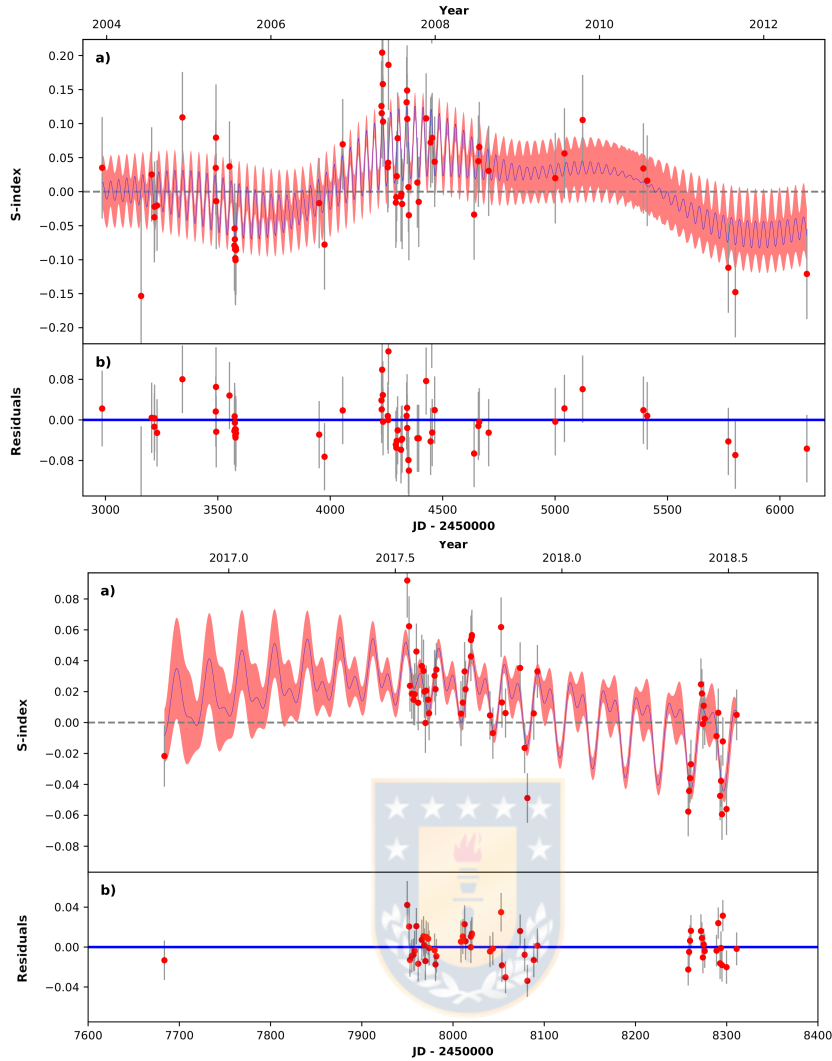 Year
2004 2006 2008 2010 2012
a)
0.20
0.15
0.10
0.05
0.00
−0.05
−0.10
−0.15
−0.20
S-index
b)
0.08
0.00
−0.08
Residuals
3000 3500 4000 4500 5000 5500 6000
JD - 2450000
Year
2017.0 2017.5 2018.0 2018.5
a)
0.08
0.06
0.04
0.02
0.00
−0.02
−0.04
−0.06
−0.08
S-index
b)
0.04
0.00
−0.04
Residuals
7600 7700 7800 7900 8000 8100 8200 8300 8400
JD - 2450000